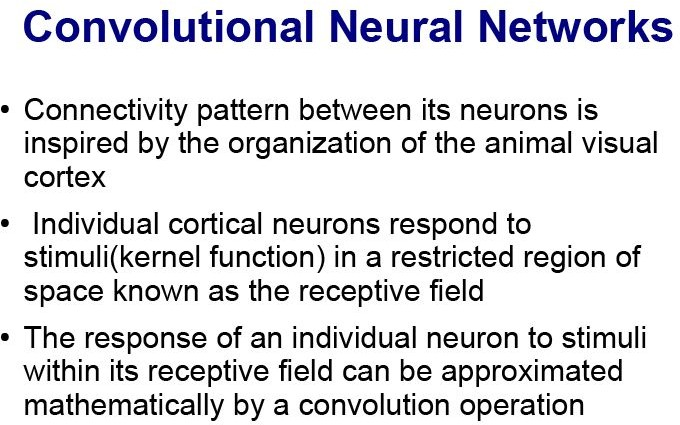 Convolutional Neural Networks
• Connectivity pattern between its neurons is
inspired by the organization of the animal visual
cortex
• Individual cortical neurons respond to
stimuli(kernel function) in a restricted region of
space known as the receptive field
• The response of an individual neuron to stimuli
within its receptive field can be approximated
mathematically by a convolution operation